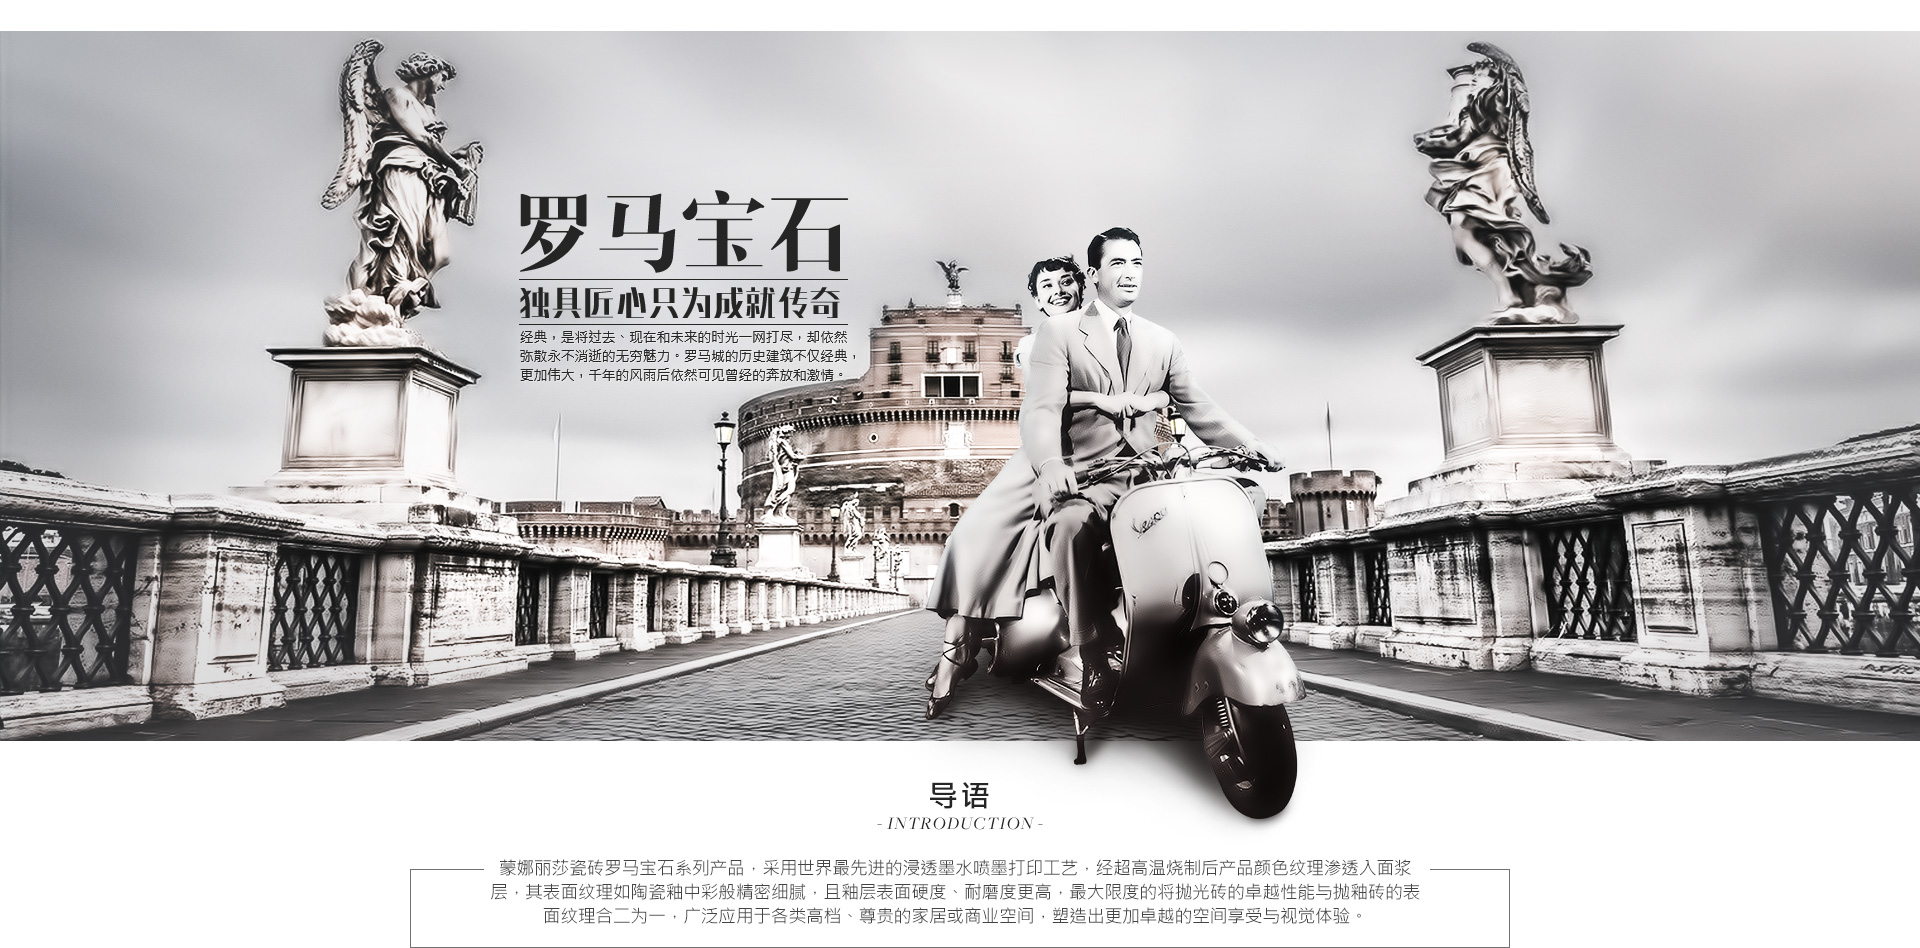 罗马宝石
独具匠心只为成就传奇
经典，是将过去、现在和未来的时光一网打尽，却依然
弥散永不消逝的无穷魅力。罗马城的历史建筑不仅经典，
更加伟大，千年的风雨后依然可见曾经的奔放和激情。
Vespa
导语
- INTRODUCTION -
蒙娜丽莎瓷砖罗马宝石系列产品，采用世界最先进的浸透墨水喷墨打印工艺，经超高温烧制后产品颜色纹理渗透入面浆
层，其表面纹理如陶瓷釉中彩般精密细腻，且釉层表面硬度、耐磨度更高，最大限度的将抛光砖的卓越性能与抛釉砖的表
面纹理合二为一，广泛应用于各类高档、尊贵的家居或商业空间，塑造出更加卓越的空间享受与视觉体验。